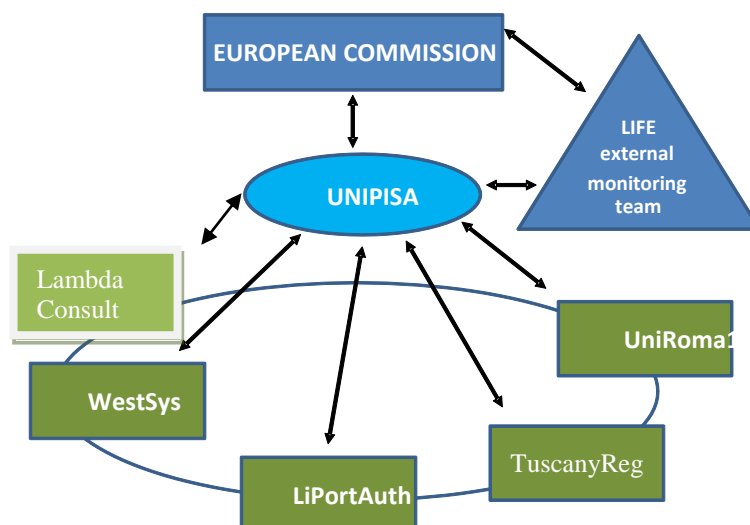 EUROPEAN COMMISSION
LIFE
external
monitoring
team
UNIPISA
Lambda
Consult
UniRoma1
WestSys
TuscanyReg
LiPortAuth